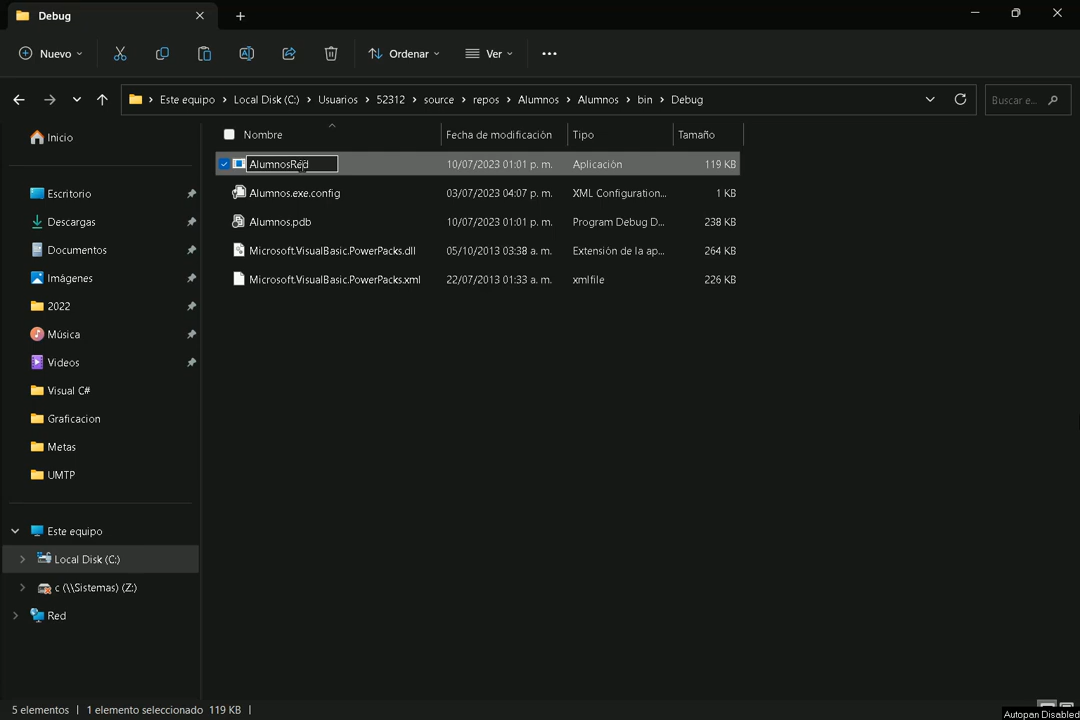 Debug
Nuevo
Ordenar
Ver
Este equipo > Local Disk (C:) > Usuarios > 52312 > source > repos > Alumnos > Alumnos > bin > Debug
Buscar e...
Inicio
Escritorio
Descargas
Documentos
Imágenes
2022
Música
Videos
Visual C#
Graficacion
Metas
UMTP
Este equipo
Local Disk (C:)
c (\\Sistemas) (Z:)
Red
Nombre Fecha de modificación Tipo Tamaño
AlumnosRed 10/07/2023 01:01 p. m. Aplicación 119 KB
Alumnos.exe.config 03/07/2023 04:07 p. m. XML Configuration... 1 KB
Alumnos.pdb 10/07/2023 01:01 p. m. Program Debug D... 238 KB
Microsoft.VisualBasic.PowerPacks.dll 05/10/2013 03:38 a. m. Extensión de la ap... 264 KB
Microsoft.VisualBasic.PowerPacks.xml 22/07/2013 01:33 a. m. xmlfile 226 KB
5 elementos | 1 elemento seleccionado 119 KB |
Autopan Disabled